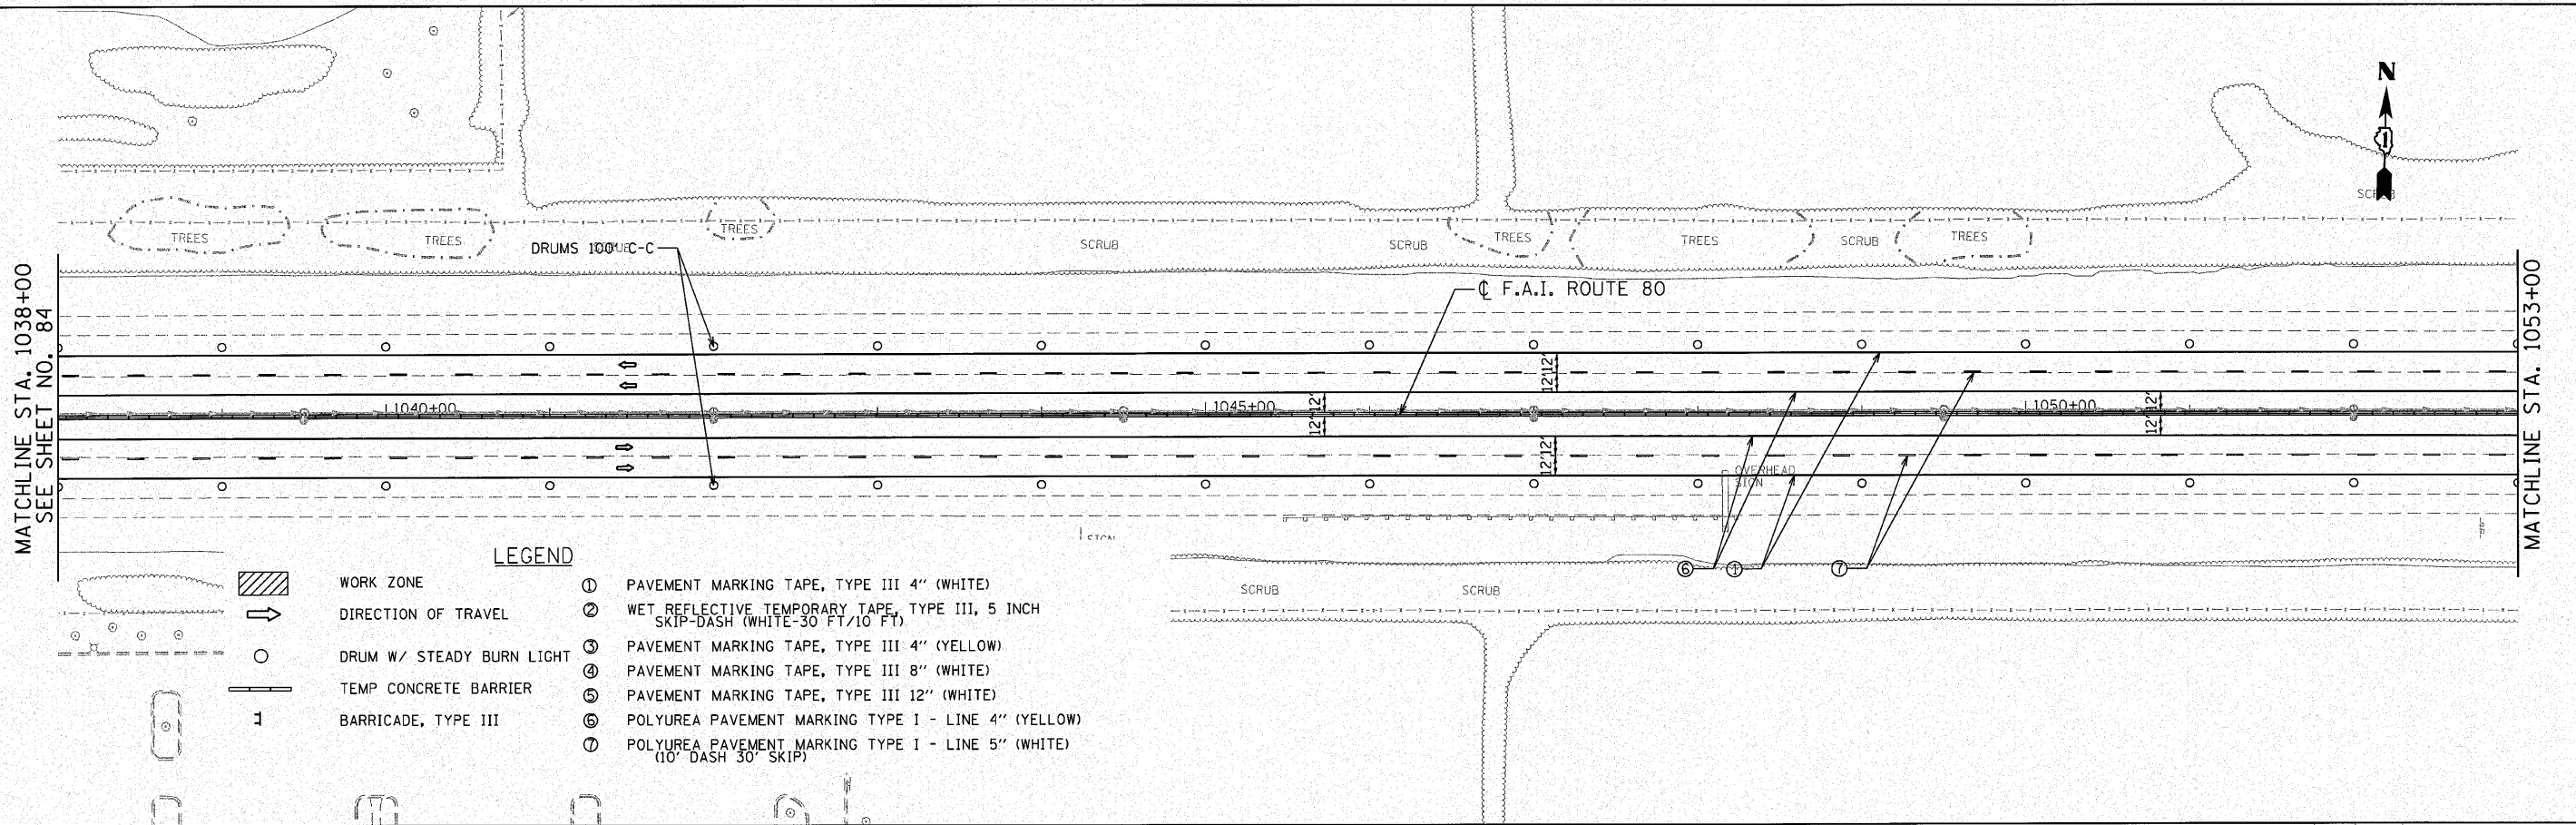 N
SCRUB
TREES
TREES
TREES
SCRUB
SCRUB
TREES
TREES
SCRUB
TREES
DRUMS 100' C-C
SCRUB
℄ F.A.I. ROUTE 80
MATCHLINE STA. 1038+00
SEE SHEET NO. 84
MATCHLINE STA. 1053+00
12' 12'
1040+00
1045+00
1050+00
12' 12'
12' 12'
12' 12'
OVERHEAD
SIGN
SIGN
⑥ ① ⑦
SCRUB
SCRUB
LEGEND
WORK ZONE
DIRECTION OF TRAVEL
DRUM W/ STEADY BURN LIGHT
TEMP CONCRETE BARRIER
BARRICADE, TYPE III
① PAVEMENT MARKING TAPE, TYPE III 4" (WHITE)
② WET REFLECTIVE TEMPORARY TAPE, TYPE III, 5 INCH
SKIP-DASH (WHITE-30 FT/10 FT)
③ PAVEMENT MARKING TAPE, TYPE III 4" (YELLOW)
④ PAVEMENT MARKING TAPE, TYPE III 8" (WHITE)
⑤ PAVEMENT MARKING TAPE, TYPE III 12" (WHITE)
⑥ POLYUREA PAVEMENT MARKING TYPE I - LINE 4" (YELLOW)
⑦ POLYUREA PAVEMENT MARKING TYPE I - LINE 5" (WHITE)
(10' DASH 30' SKIP)